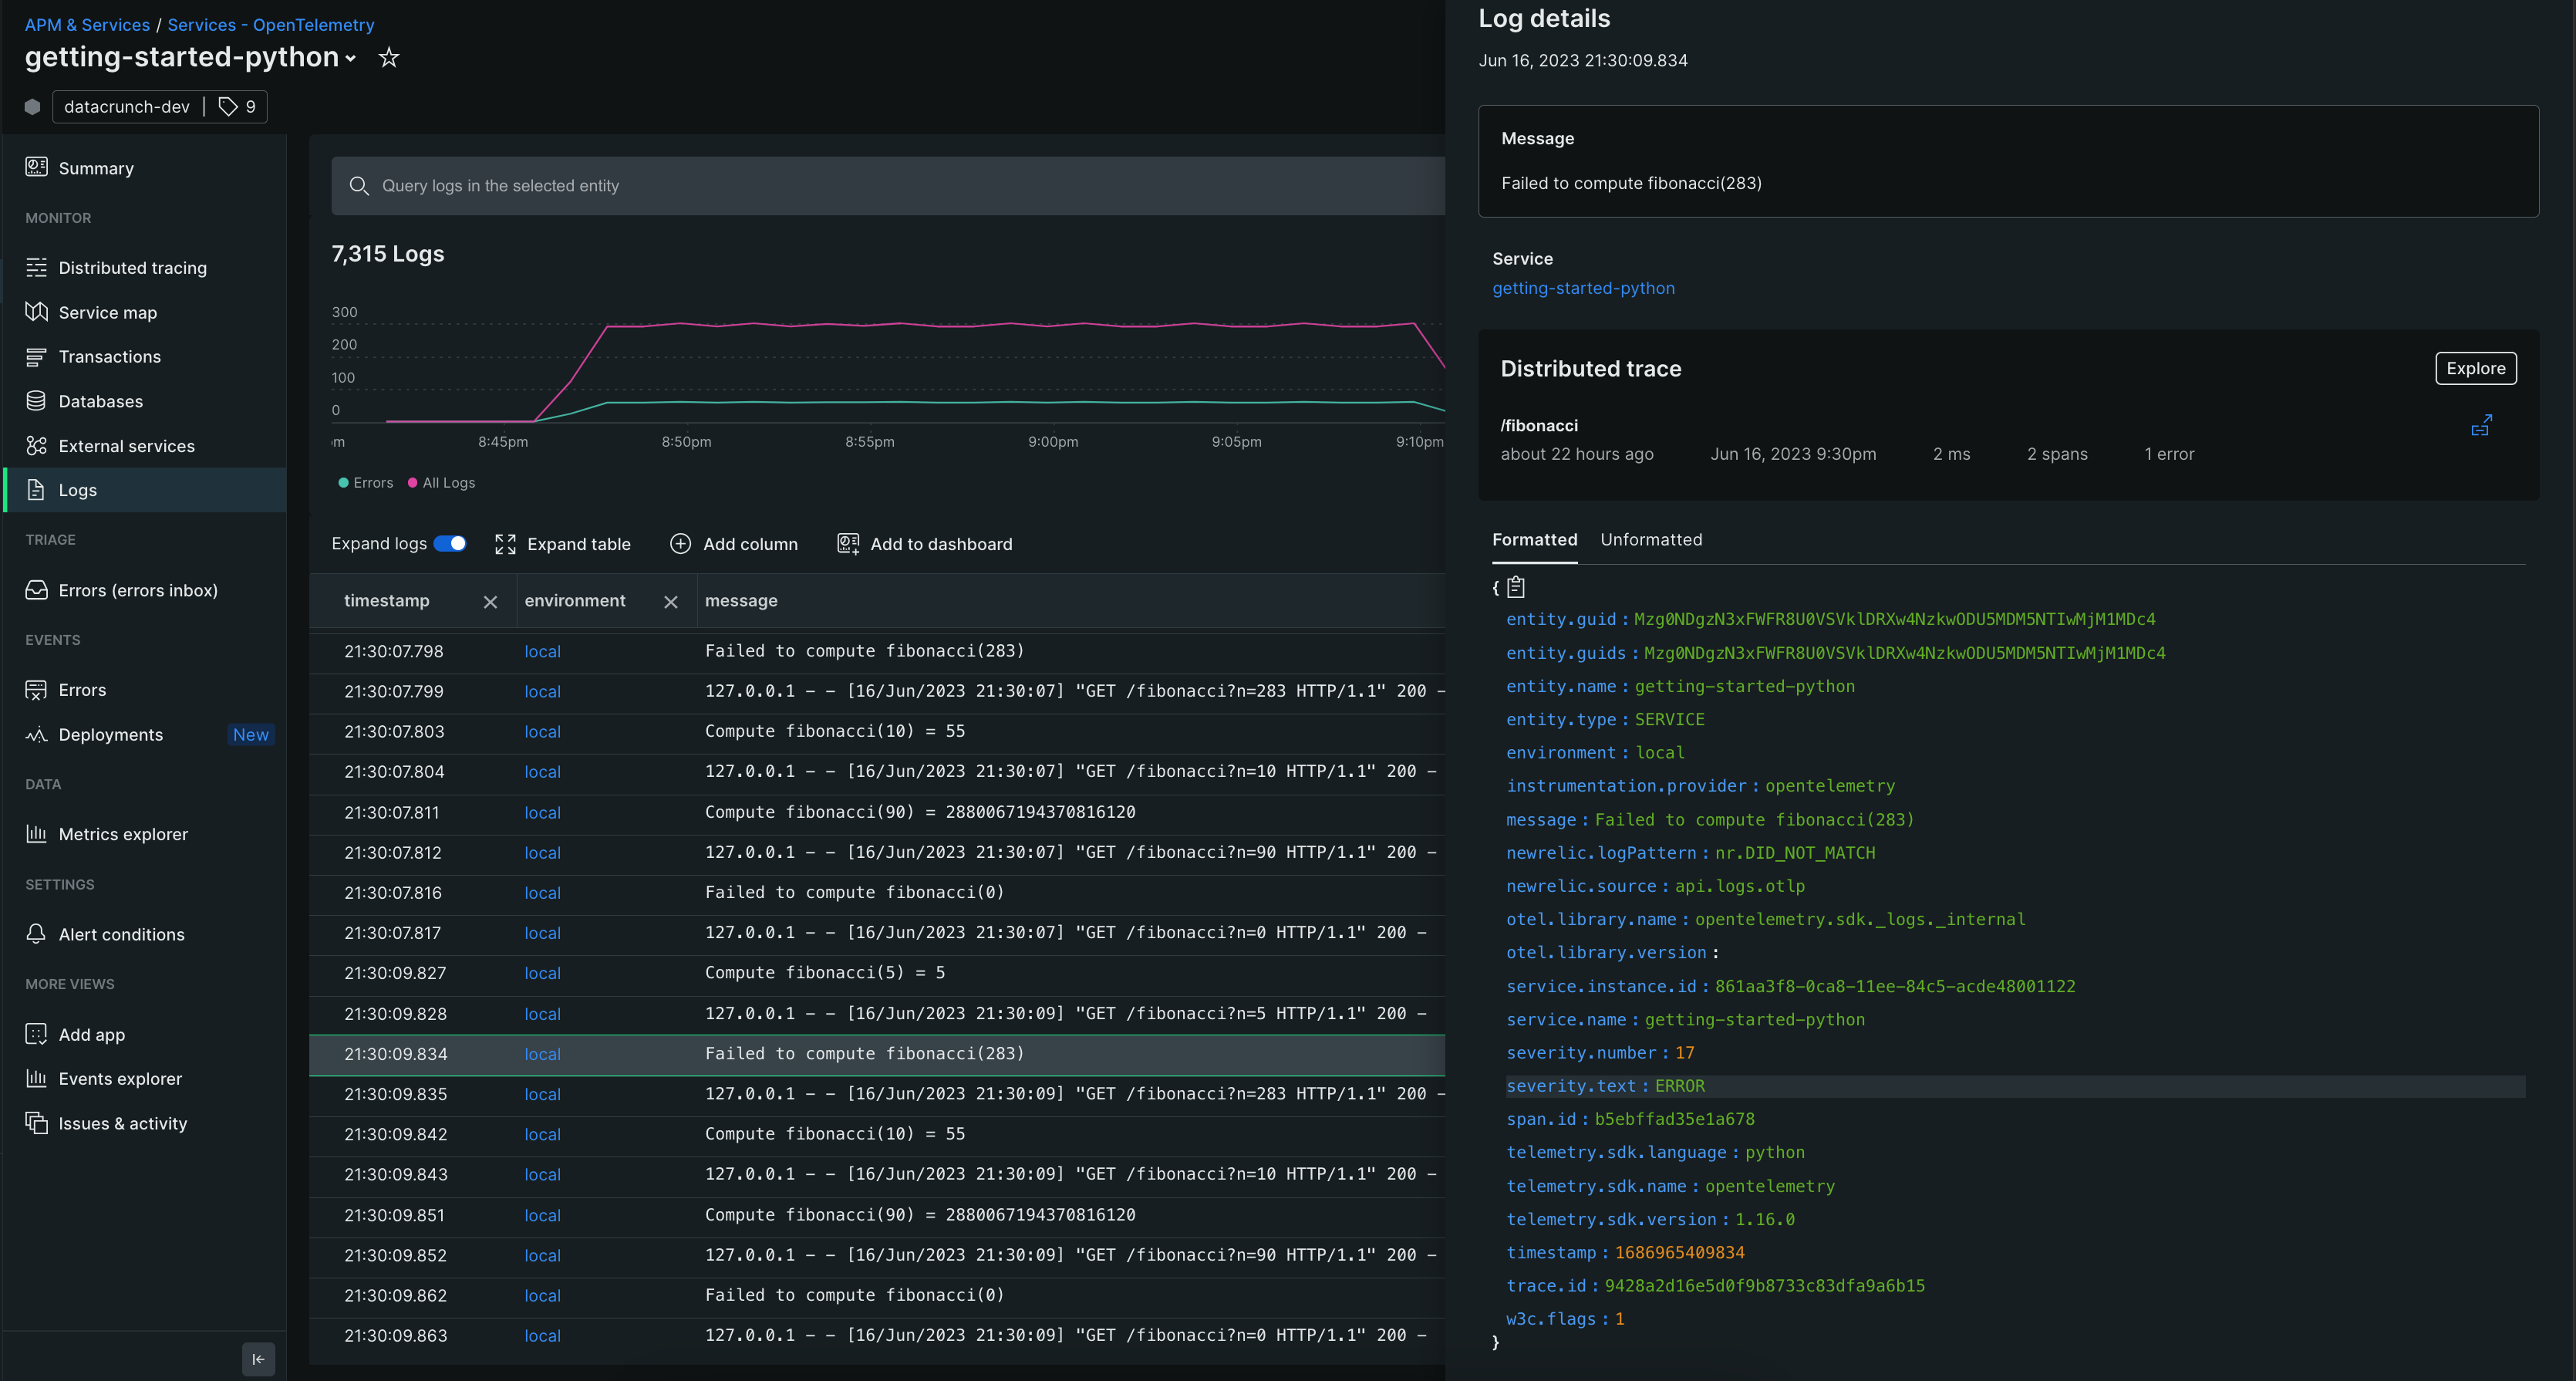 APM & Services / Services - OpenTelemetry
getting-started-python
datacrunch-dev | 9
Summary
MONITOR
Distributed tracing
Service map
Transactions
Databases
External services
Logs
TRIAGE
Errors (errors inbox)
EVENTS
Errors
Deployments New
DATA
Metrics explorer
SETTINGS
Alert conditions
MORE VIEWS
Add app
Events explorer
Issues & activity
Query logs in the selected entity
7,315 Logs
300
200
100
0
m 8:45pm 8:50pm 8:55pm 9:00pm 9:05pm 9:10pm
Errors All Logs
Expand logs Expand table Add column Add to dashboard
timestamp environment message
21:30:07.798 local Failed to compute fibonacci(283)
21:30:07.799 local 127.0.0.1 - - [16/Jun/2023 21:30:07] "GET /fibonacci?n=283 HTTP/1.1" 200 -
21:30:07.803 local Compute fibonacci(10) = 55
21:30:07.804 local 127.0.0.1 - - [16/Jun/2023 21:30:07] "GET /fibonacci?n=10 HTTP/1.1" 200 -
21:30:07.811 local Compute fibonacci(90) = 2880067194370816120
21:30:07.812 local 127.0.0.1 - - [16/Jun/2023 21:30:07] "GET /fibonacci?n=90 HTTP/1.1" 200 -
21:30:07.816 local Failed to compute fibonacci(0)
21:30:07.817 local 127.0.0.1 - - [16/Jun/2023 21:30:07] "GET /fibonacci?n=0 HTTP/1.1" 200 -
21:30:09.827 local Compute fibonacci(5) = 5
21:30:09.828 local 127.0.0.1 - - [16/Jun/2023 21:30:09] "GET /fibonacci?n=5 HTTP/1.1" 200 -
21:30:09.834 local Failed to compute fibonacci(283)
21:30:09.835 local 127.0.0.1 - - [16/Jun/2023 21:30:09] "GET /fibonacci?n=283 HTTP/1.1" 200 -
21:30:09.842 local Compute fibonacci(10) = 55
21:30:09.843 local 127.0.0.1 - - [16/Jun/2023 21:30:09] "GET /fibonacci?n=10 HTTP/1.1" 200 -
21:30:09.851 local Compute fibonacci(90) = 2880067194370816120
21:30:09.852 local 127.0.0.1 - - [16/Jun/2023 21:30:09] "GET /fibonacci?n=90 HTTP/1.1" 200 -
21:30:09.862 local Failed to compute fibonacci(0)
21:30:09.863 local 127.0.0.1 - - [16/Jun/2023 21:30:09] "GET /fibonacci?n=0 HTTP/1.1" 200 -
Log details
Jun 16, 2023 21:30:09.834
Message
Failed to compute fibonacci(283)
Service
getting-started-python
Distributed trace Explore
/fibonacci
about 22 hours ago Jun 16, 2023 9:30pm 2 ms 2 spans 1 error
Formatted Unformatted
{
entity.guid : Mzg0NDgzN3xFWFR8U0VSVklDRXw4NzkwODU5MDM5NTIwMjM1MDc4
entity.guids : Mzg0NDgzN3xFWFR8U0VSVklDRXw4NzkwODU5MDM5NTIwMjM1MDc4
entity.name : getting-started-python
entity.type : SERVICE
environment : local
instrumentation.provider : opentelemetry
message : Failed to compute fibonacci(283)
newrelic.logPattern : nr.DID_NOT_MATCH
newrelic.source : api.logs.otlp
otel.library.name : opentelemetry.sdk._logs._internal
otel.library.version :
service.instance.id : 861aa3f8-0ca8-11ee-84c5-acde48001122
service.name : getting-started-python
severity.number : 17
severity.text : ERROR
span.id : b5ebffad35e1a678
telemetry.sdk.language : python
telemetry.sdk.name : opentelemetry
telemetry.sdk.version : 1.16.0
timestamp : 1686965409834
trace.id : 9428a2d16e5d0f9b8733c83dfa9a6b15
w3c.flags : 1
}